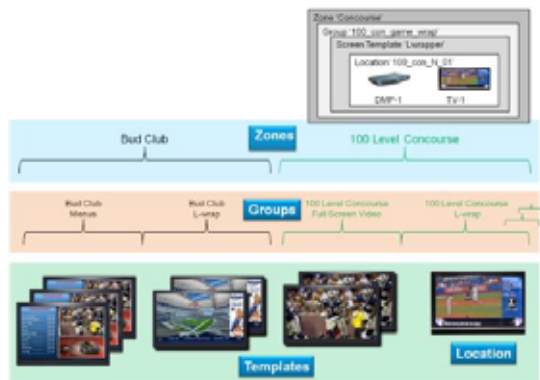 Zone 'Concourse'
Group '100_con_game_wrap'
Screen Template 'Lwrapper'
Location '100_con_N_01'
DMP-1 TV-1
Bud Club Zones 100 Level Concourse
Bud Club Menus
Bud Club L-wrap
Groups
100 Level Concourse Full Screen Video
100 Level Concourse L-wrap
Templates
Location